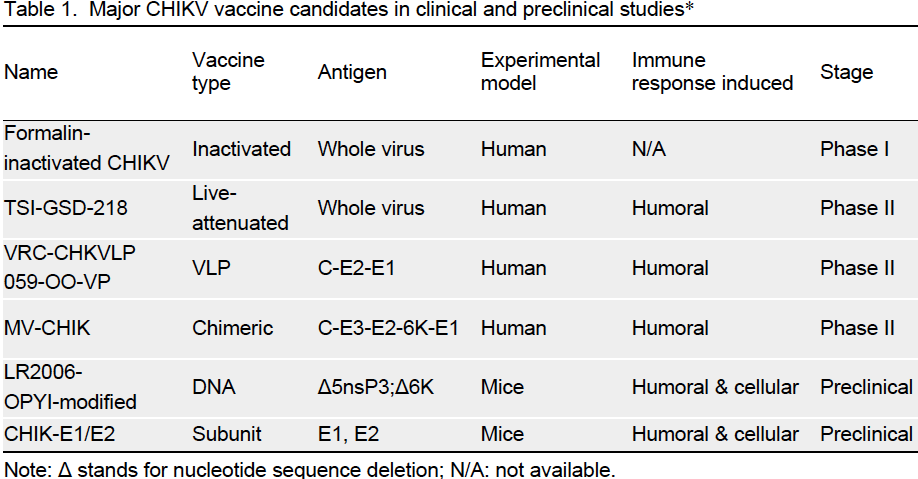 Table 1. Major CHIKV vaccine candidates in clinical and preclinical studies*
Name Vaccine type Antigen Experimental model Immune response induced Stage
Formalin-inactivated CHIKV Inactivated Whole virus Human N/A Phase I
TSI-GSD-218 Live-attenuated Whole virus Human Humoral Phase II
VRC-CHKVLP 059-OO-VP VLP C-E2-E1 Human Humoral Phase II
MV-CHIK Chimeric C-E3-E2-6K-E1 Human Humoral Phase II
LR2006-OPYI-modified DNA Δ5nsP3;Δ6K Mice Humoral & cellular Preclinical
CHIK-E1/E2 Subunit E1, E2 Mice Humoral & cellular Preclinical
Note: Δ stands for nucleotide sequence deletion; N/A: not available.